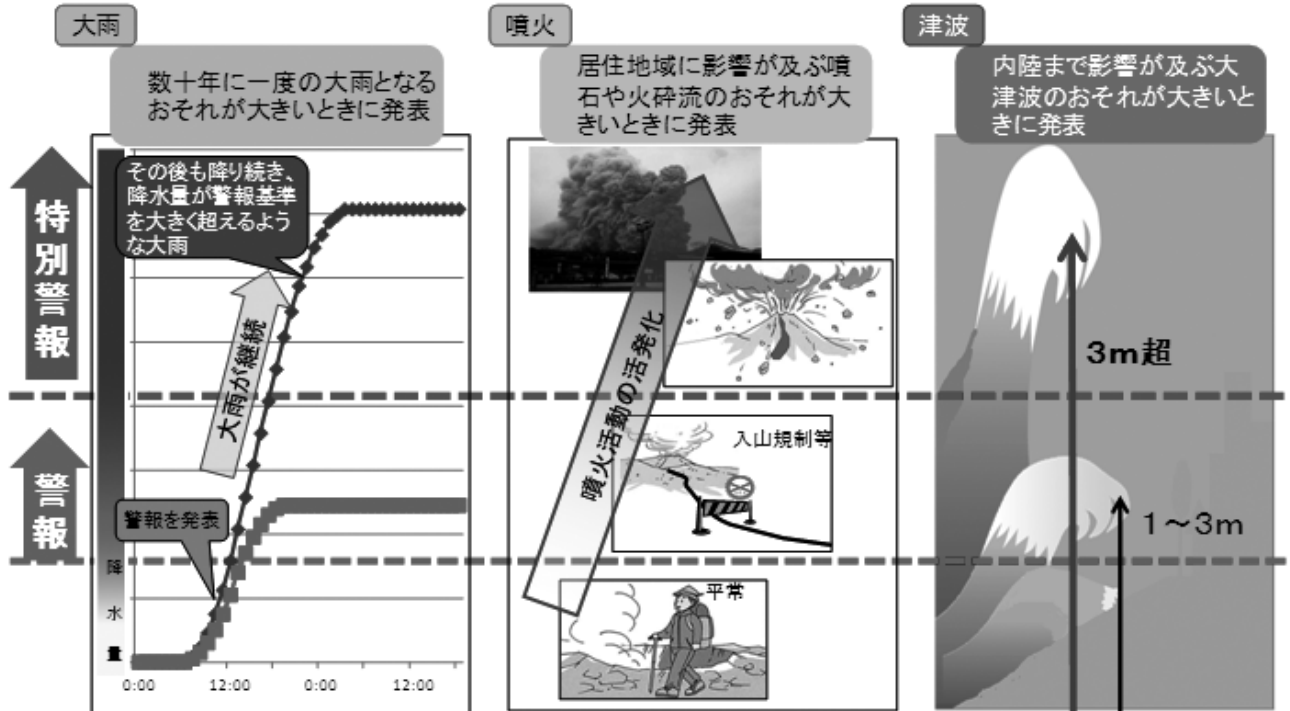 大雨
数十年に一度の大雨となる
おそれが大きいときに発表
噴火
居住地域に影響が及ぶ噴
石や火砕流のおそれが大
きいときに発表
津波
内陸まで影響が及ぶ大
津波のおそれが大きいと
きに発表
特別警報
警報
その後も降り続き、
降水量が警報基準
を大きく超えるよう
な大雨
大雨が継続
警報を発表
降水量
0:00
12:00
0:00
12:00
噴火活動の活発化
入山規制等
平常
3m超
1～3m